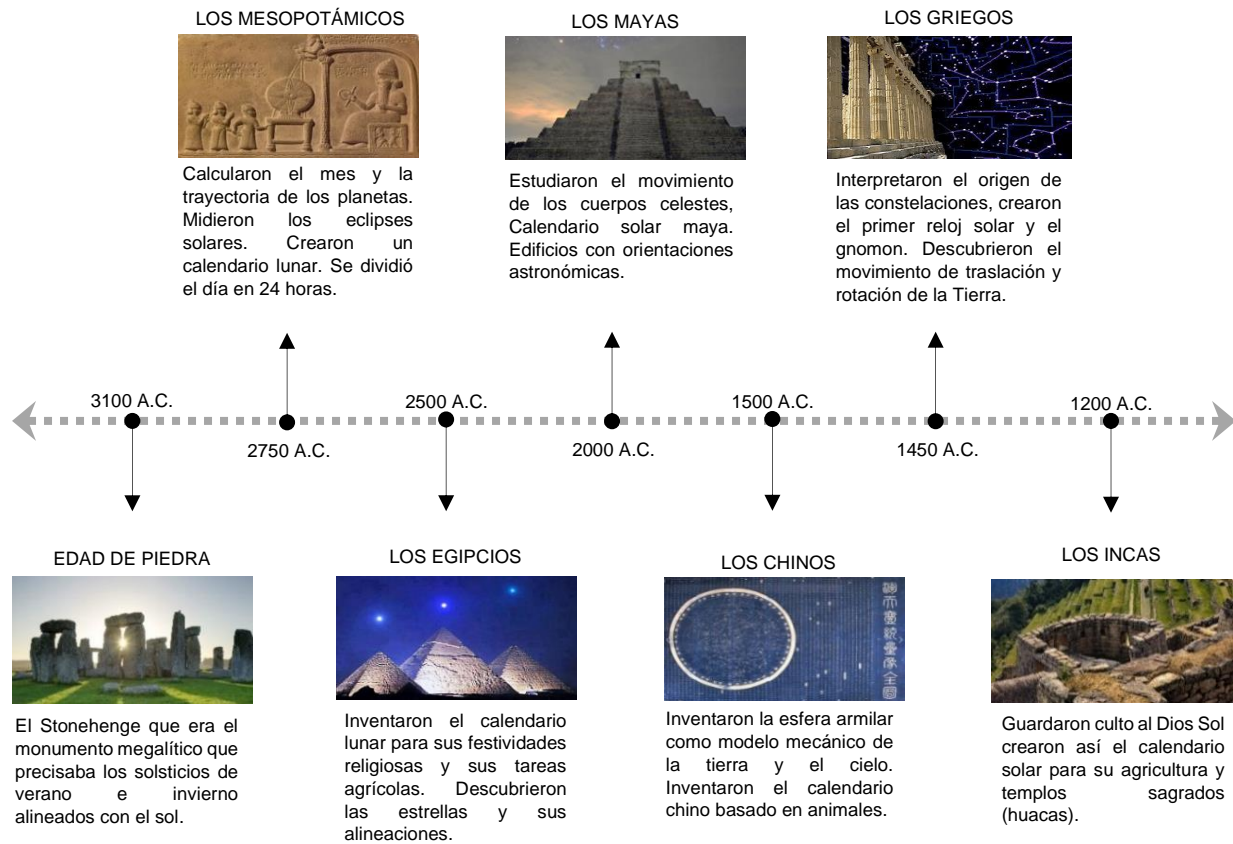 LOS MESOPOTÁMICOS
Calcularon el mes y la
trayectoria de los planetas.
Midieron los eclipses
solares. Crearon un
calendario lunar. Se dividió
el día en 24 horas.
LOS MAYAS
Estudiaron el movimiento
de los cuerpos celestes,
Calendario solar maya.
Edificios con orientaciones
astronómicas.
LOS GRIEGOS
Interpretaron el origen de
las constelaciones, crearon
el primer reloj solar y el
gnomon. Descubrieron el
movimiento de traslación y
rotación de la Tierra.
3100 A.C.
2750 A.C.
2500 A.C.
2000 A.C.
1500 A.C.
1450 A.C.
1200 A.C.
EDAD DE PIEDRA
El Stonehenge que era el
monumento megalítico que
precisaba los solsticios de
verano e invierno
alineados con el sol.
LOS EGIPCIOS
Inventaron el calendario
lunar para sus festividades
religiosas y sus tareas
agrícolas. Descubrieron
las estrellas y sus
alineaciones.
LOS CHINOS
Inventaron la esfera armilar
como modelo mecánico de
la tierra y el cielo.
Inventaron el calendario
chino basado en animales.
LOS INCAS
Guardaron culto al Dios Sol
crearon así el calendario
solar para su agricultura y
templos sagrados
(huacas).